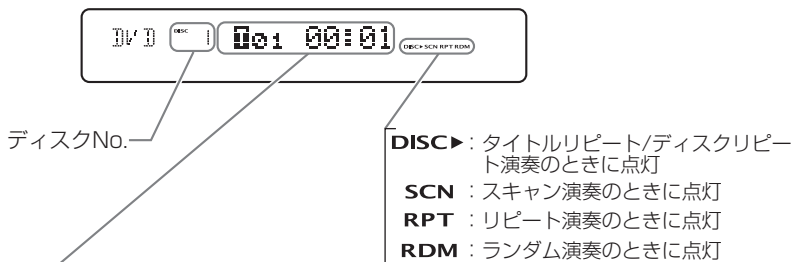 DVD DISC 1 T01 00:01 DISC▶ SCN RPT RDM
ディスクNo.
DISC▶：タイトルリピート/ディスクリピー
ト演奏のときに点灯
SCN：スキャン演奏のときに点灯
RPT：リピート演奏のときに点灯
RDM：ランダム演奏のときに点灯